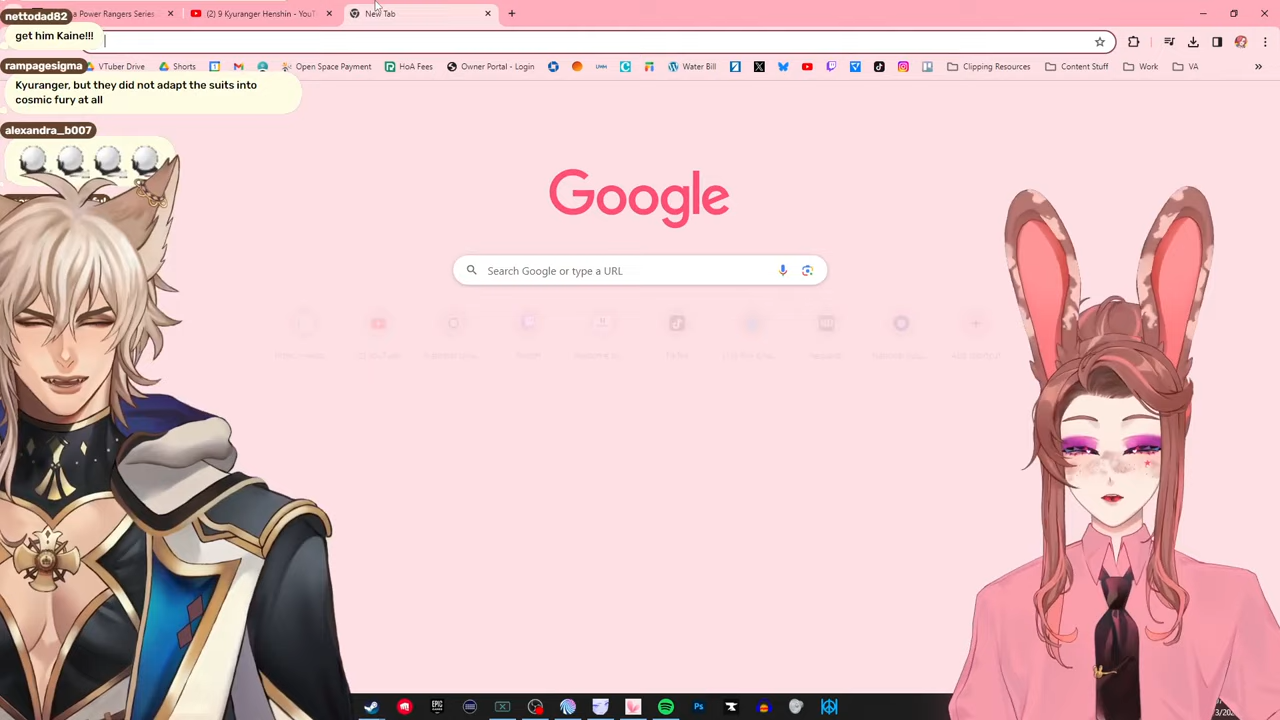 a Power Rangers Series
(2) 9 Kyuranger Henshin - YouT
New Tab
nettodad82
get him Kaine!!!
rampagesigma
Kyuranger, but they did not adapt the suits into
cosmic fury at all
alexandra_b007
VTuber Drive
Shorts
Open Space Payment
HoA Fees
Owner Portal - Login
Water Bill
Clipping Resources
Content Stuff
Work
VA
Google
Search Google or type a URL